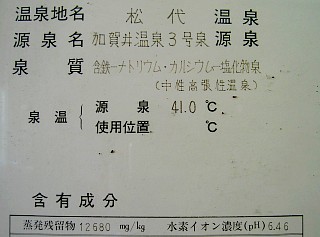 温泉地名 松代 温泉
源泉名 加賀井温泉3号泉 源泉
泉質 含鉄ーナトリウム・カルシウムー塩化物泉
(中性高張性温泉)
泉温 { 源泉 41.0 ℃
使用位置 ℃
含有成分
蒸発残留物 12680 mg/kg 水素イオン濃度(pH) 6.46